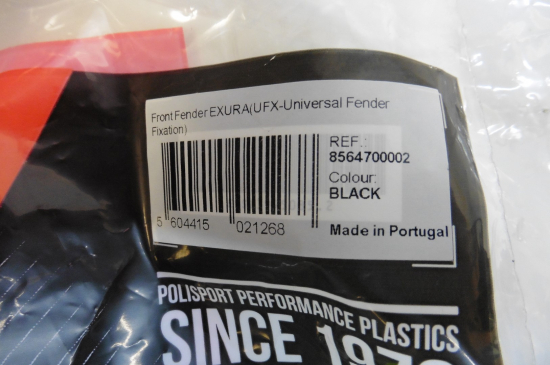 Front Fender EXURA(UFX-Universal Fender
Fixation)
REF.:
8564700002
Colour:
BLACK
5 604415 021268
Made in Portugal
POLISPORT PERFORMANCE PLASTICS
SINCE